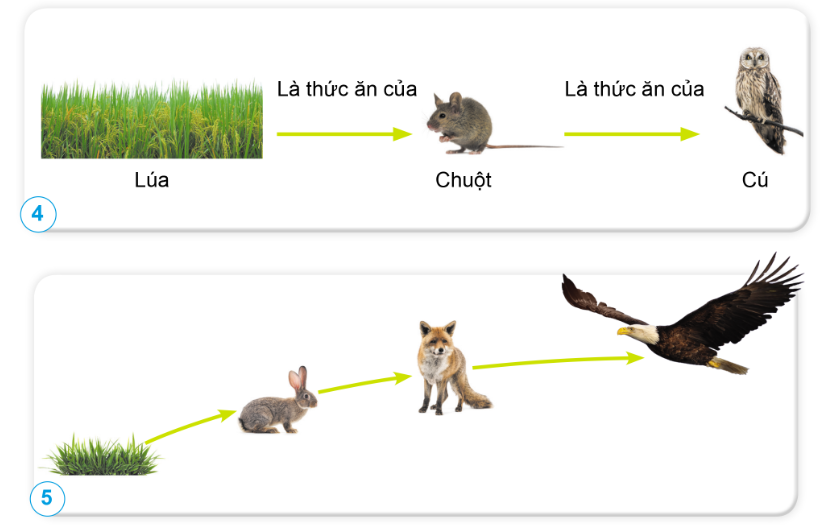 Là thức ăn của
Là thức ăn của
Lúa
Chuột
Cú
4
5